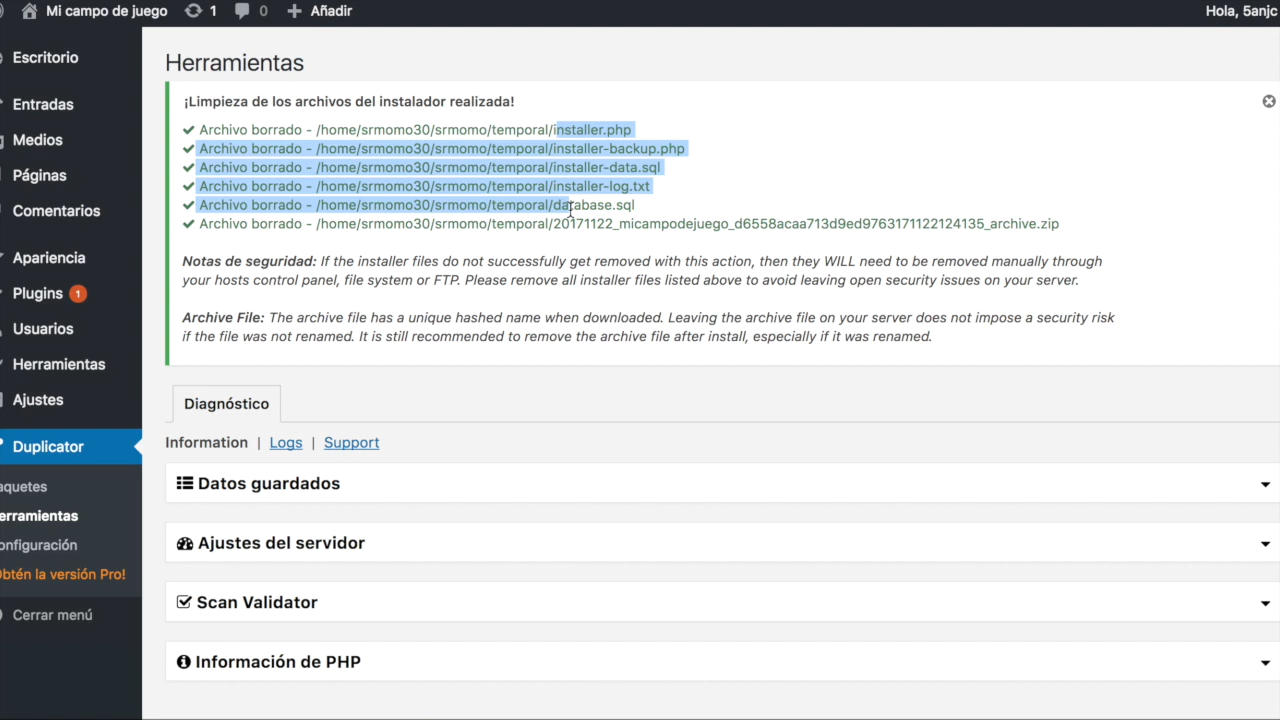 Mi campo de juego 1 0 Añadir Hola, 5anjc
Escritorio
Entradas
Medios
Páginas
Comentarios
Apariencia
Plugins 1
Usuarios
Herramientas
Ajustes
Duplicator
aquetes
erramientas
onfiguración
Obtén la versión Pro!
Cerrar menú
Herramientas
¡Limpieza de los archivos del instalador realizada!
Archivo borrado - /home/srmomo30/srmomo/temporal/installer.php
Archivo borrado - /home/srmomo30/srmomo/temporal/installer-backup.php
Archivo borrado - /home/srmomo30/srmomo/temporal/installer-data.sql
Archivo borrado - /home/srmomo30/srmomo/temporal/installer-log.txt
Archivo borrado - /home/srmomo30/srmomo/temporal/database.sql
Archivo borrado - /home/srmomo30/srmomo/temporal/20171122_micampodejuego_d6558acaa713d9ed9763171122124135_archive.zip
Notas de seguridad: If the installer files do not successfully get removed with this action, then they WILL need to be removed manually through
your hosts control panel, file system or FTP. Please remove all installer files listed above to avoid leaving open security issues on your server.
Archive File: The archive file has a unique hashed name when downloaded. Leaving the archive file on your server does not impose a security risk
if the file was not renamed. It is still recommended to remove the archive file after install, especially if it was renamed.
Diagnóstico
Information | Logs | Support
Datos guardados
Ajustes del servidor
Scan Validator
Información de PHP